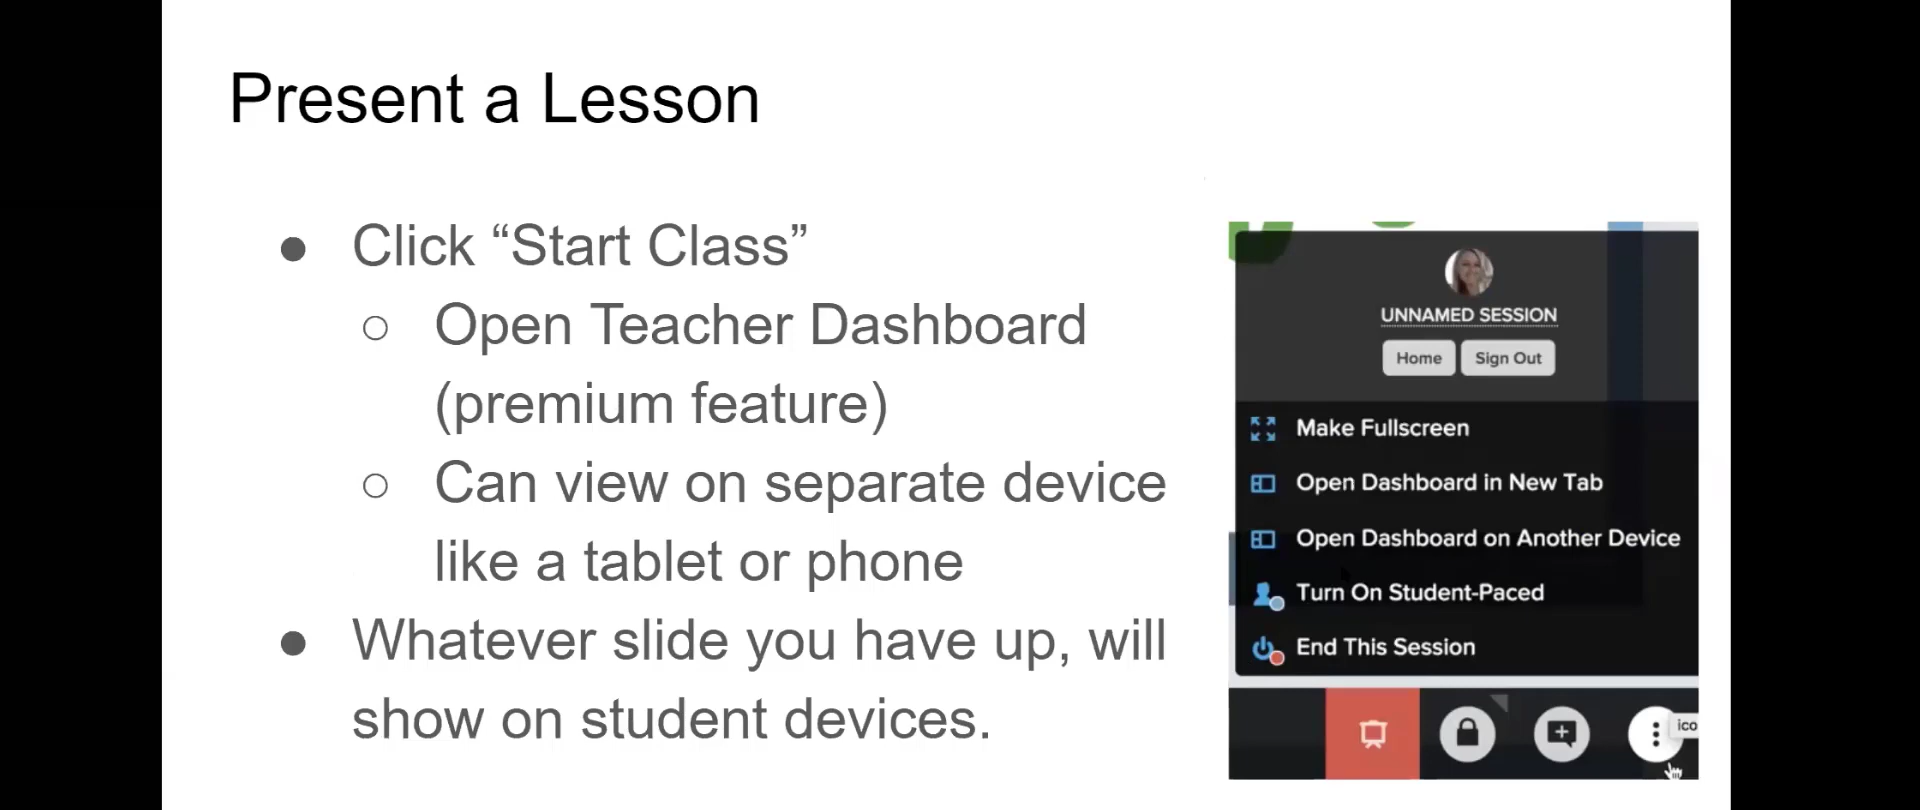 Present a Lesson
● Click “Start Class”
○ Open Teacher Dashboard
(premium feature)
○ Can view on separate device
like a tablet or phone
● Whatever slide you have up, will
show on student devices.
UNNAMED SESSION
Home Sign Out
Make Fullscreen
Open Dashboard in New Tab
Open Dashboard on Another Device
Turn On Student-Paced
End This Session
ico